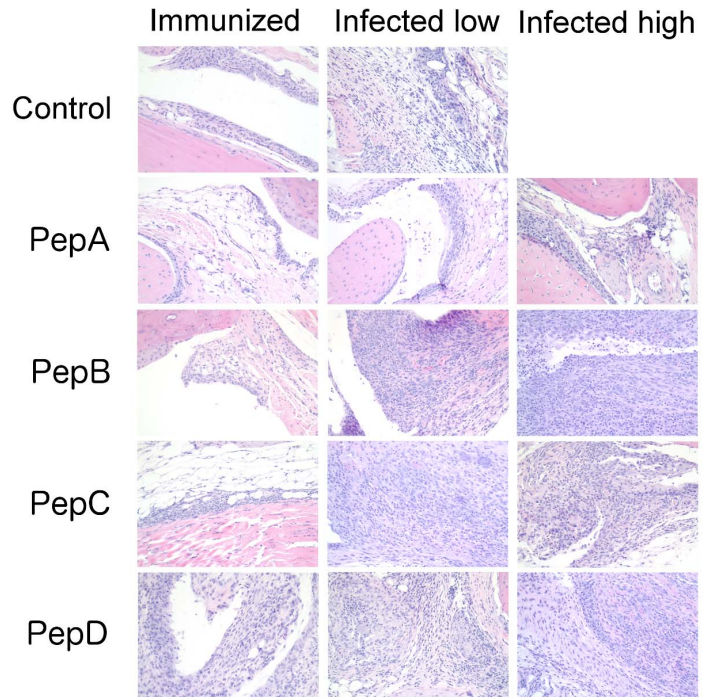 Immunized Infected low Infected high
Control
PepA
PepB
PepC
PepD